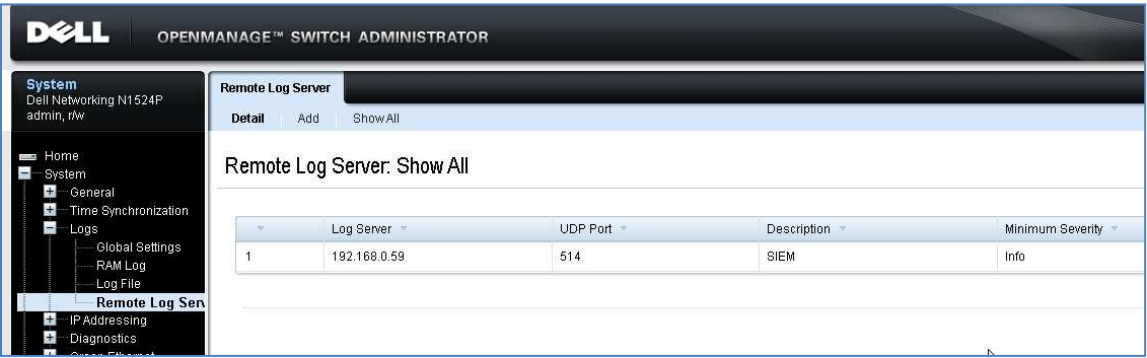 DELL
OPENMANAGE™ SWITCH ADMINISTRATOR
System
Dell Networking N1524P
admin, r/w
Home
System
General
Time Synchronization
Logs
Global Settings
RAM Log
Log File
Remote Log Serv
IP Addressing
Diagnostics
Green Ethernet
Remote Log Server
Detail Add Show All
Remote Log Server: Show All
Log Server UDP Port Description Minimum Severity
1 192.168.0.59 514 SIEM Info